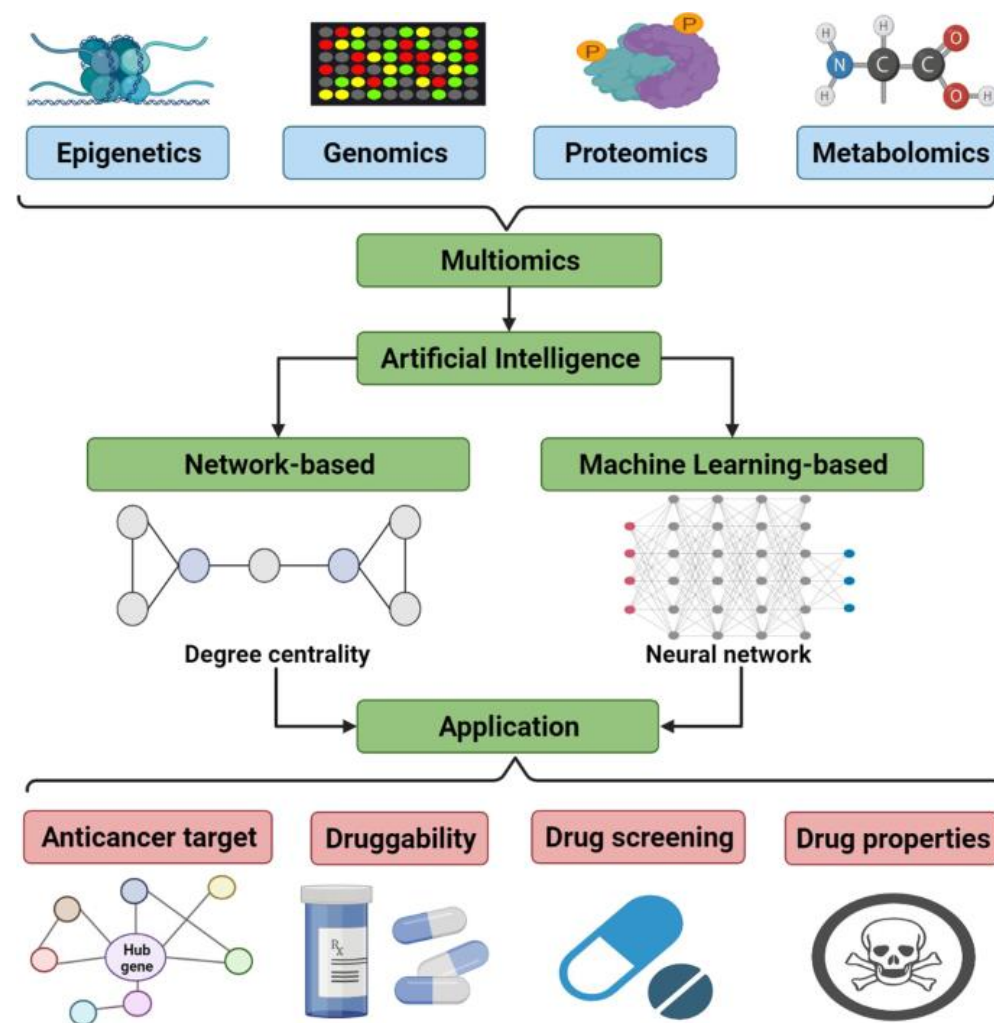 P
P
H
H
H
N
C
C
O
O
H
Epigenetics
Genomics
Proteomics
Metabolomics
Multiomics
Artificial Intelligence
Network-based
Machine Learning-based
Degree centrality
Neural network
Application
Anticancer target
Druggability
Drug screening
Drug properties
Hub
gene
Rx